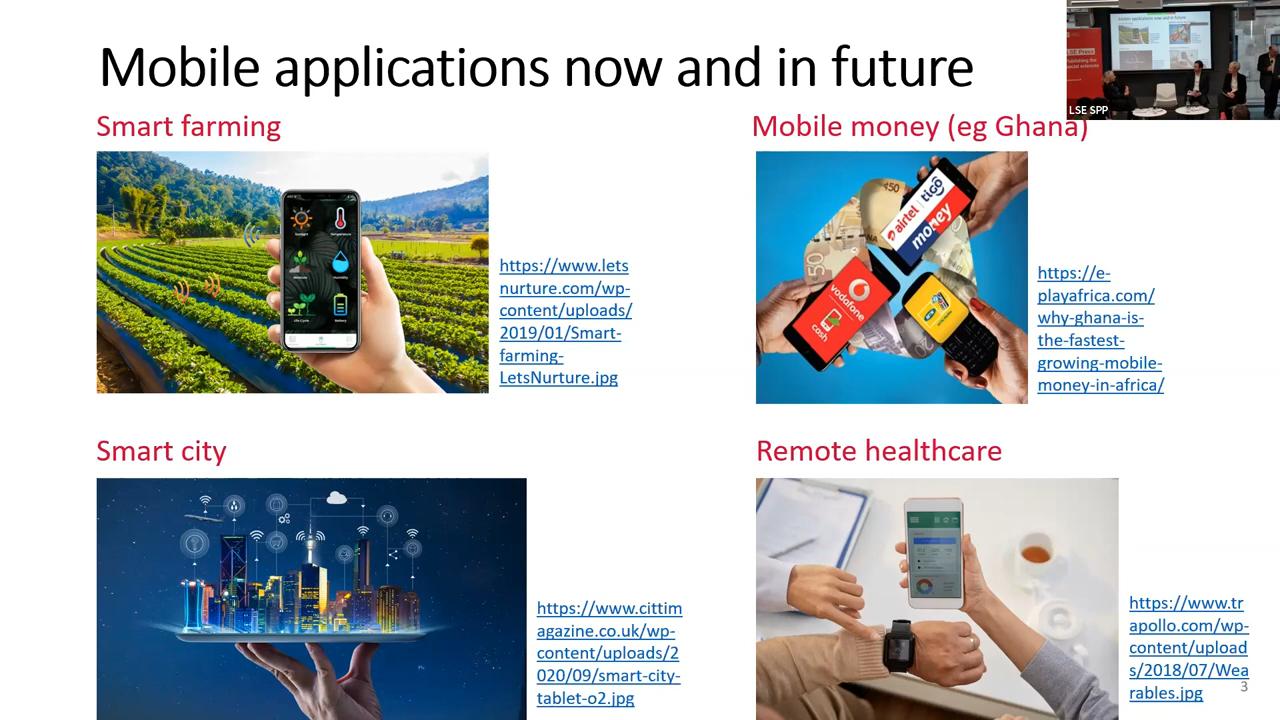 Mobile applications now and in future
LSE SPP
Smart farming
Mobile money (eg Ghana)
https://www.lets
nurture.com/wp-
content/uploads/
2019/01/Smart-
farming-
LetsNurture.jpg
airtel tigo
money
vodafone
cash
50
https://e-
playafrica.com/
why-ghana-is-
the-fastest-
growing-mobile-
money-in-africa/
Smart city
Remote healthcare
https://www.cittim
agazine.co.uk/wp-
content/uploads/2
020/09/smart-city-
tablet-o2.jpg
https://www.tr
apollo.com/wp-
content/upload
s/2018/07/Wea
rables.jpg
3